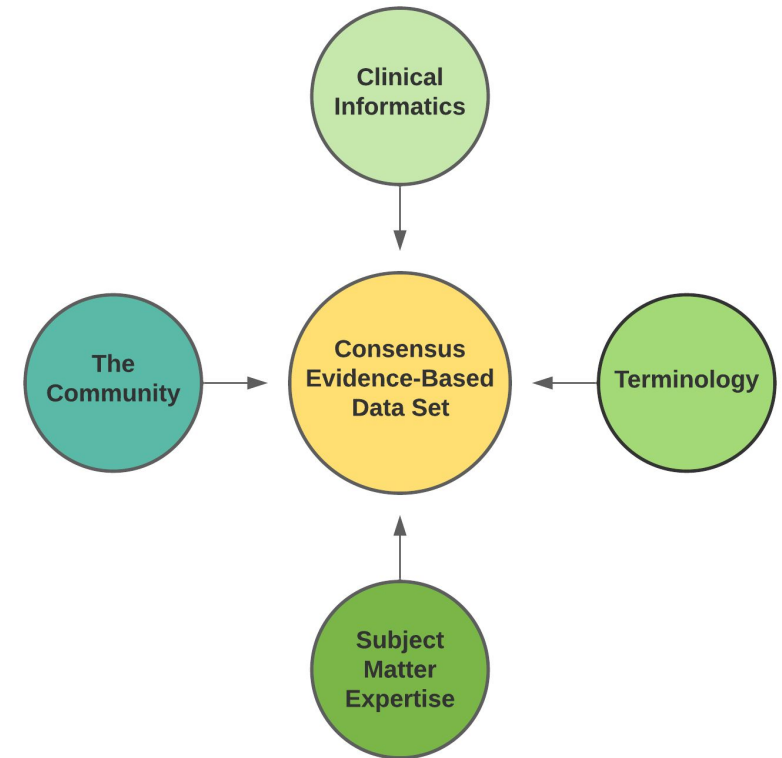 Clinical
Informatics
The
Community
Consensus
Evidence-Based
Data Set
Terminology
Subject
Matter
Expertise